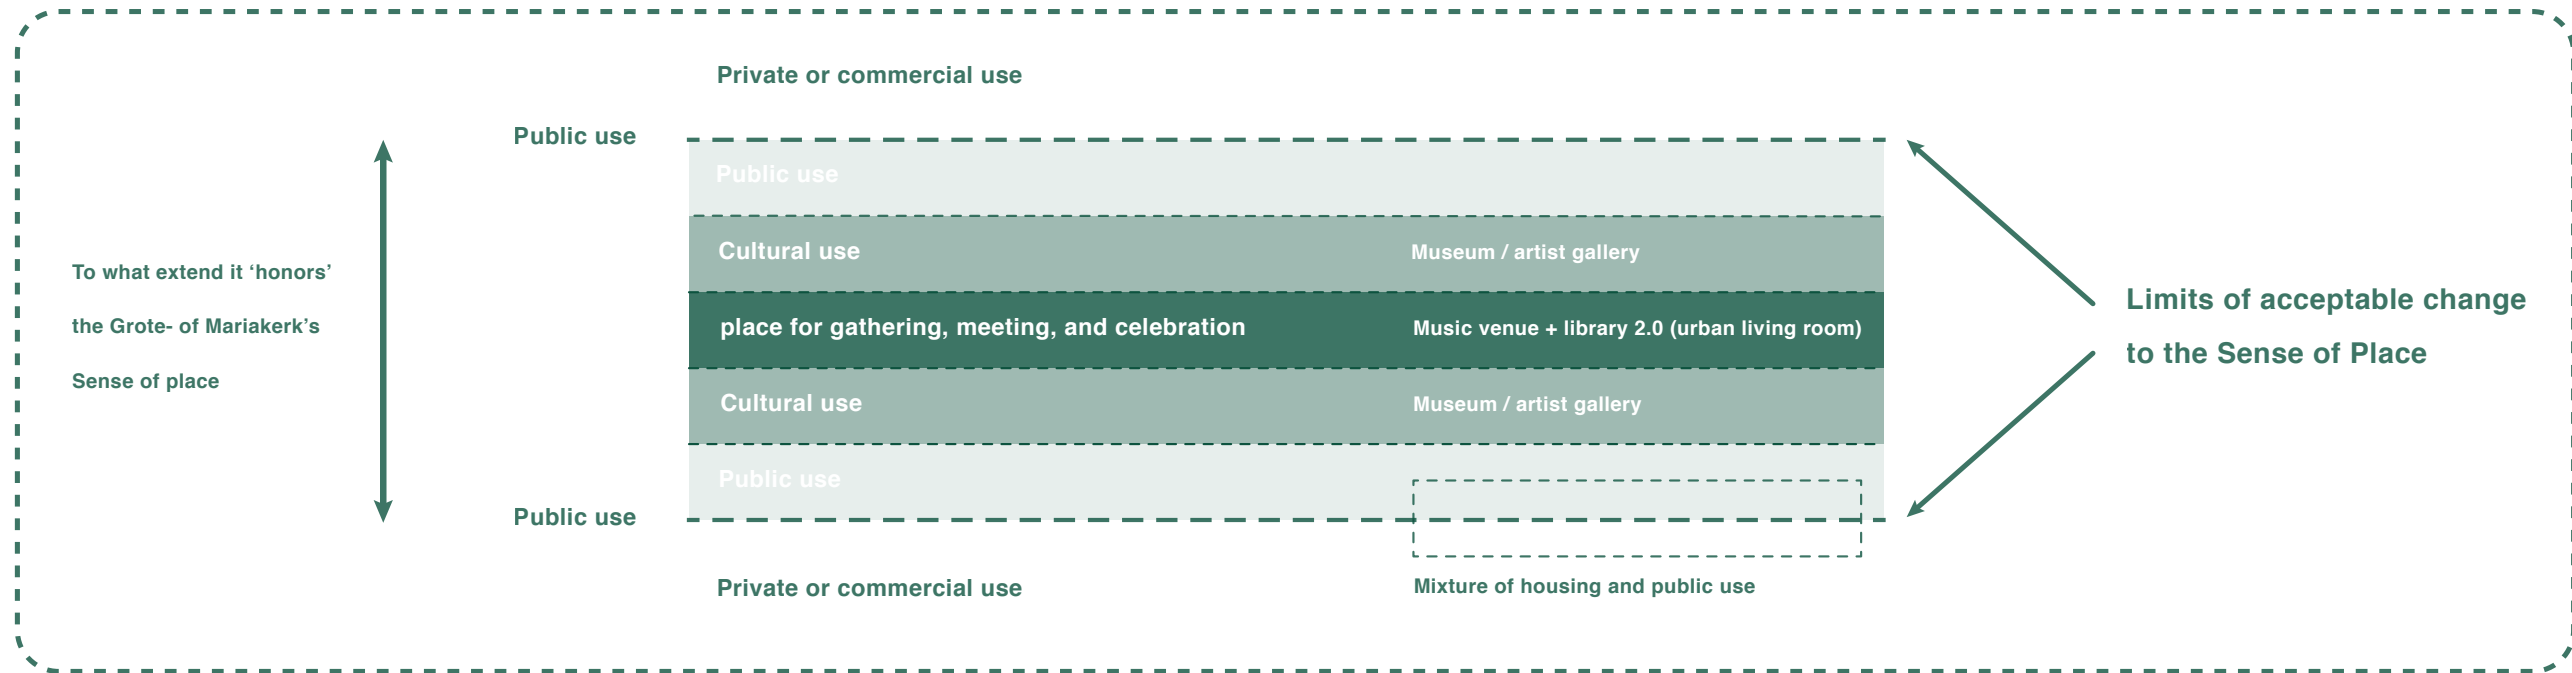 Private or commercial use
Public use
Public use
Cultural use
Museum / artist gallery
To what extend it ‘honors’
the Grote- of Mariakerk’s
Sense of place
place for gathering, meeting, and celebration
Music venue + library 2.0 (urban living room)
Limits of acceptable change
to the Sense of Place
Cultural use
Museum / artist gallery
Public use
Public use
Private or commercial use
Mixture of housing and public use